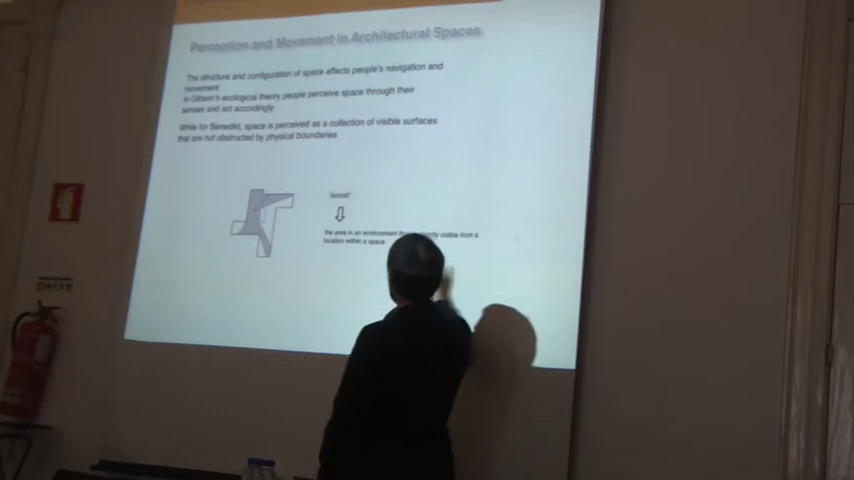 Perception and Movement in Architectural Spaces
The structure and configuration of space affects people's navigation and
movement
In Gibson's ecological theory people perceive space through their
senses and act accordingly
While for Benedikt, space is perceived as a collection of visible surfaces
that are not obstructed by physical boundaries
"isovist"
the area in an environment directly visible from a
location within a space